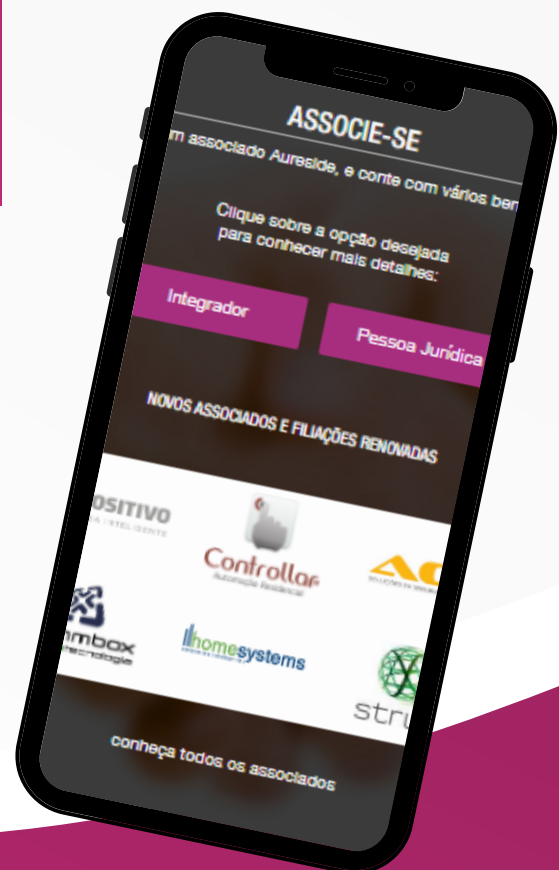 ASSOCIE-SE
m associado Aureside, e conte com vários ben
Clique sobre a opção desejada
para conhecer mais detalhes:
Integrador
Pessoa Jurídica
NOVOS ASSOCIADOS E FILIAÇÕES RENOVADAS
OSITIVO
Controllar
Automação Residencial
AC
mbox
tecnologia
homesystems
stru
conheça todos os associados